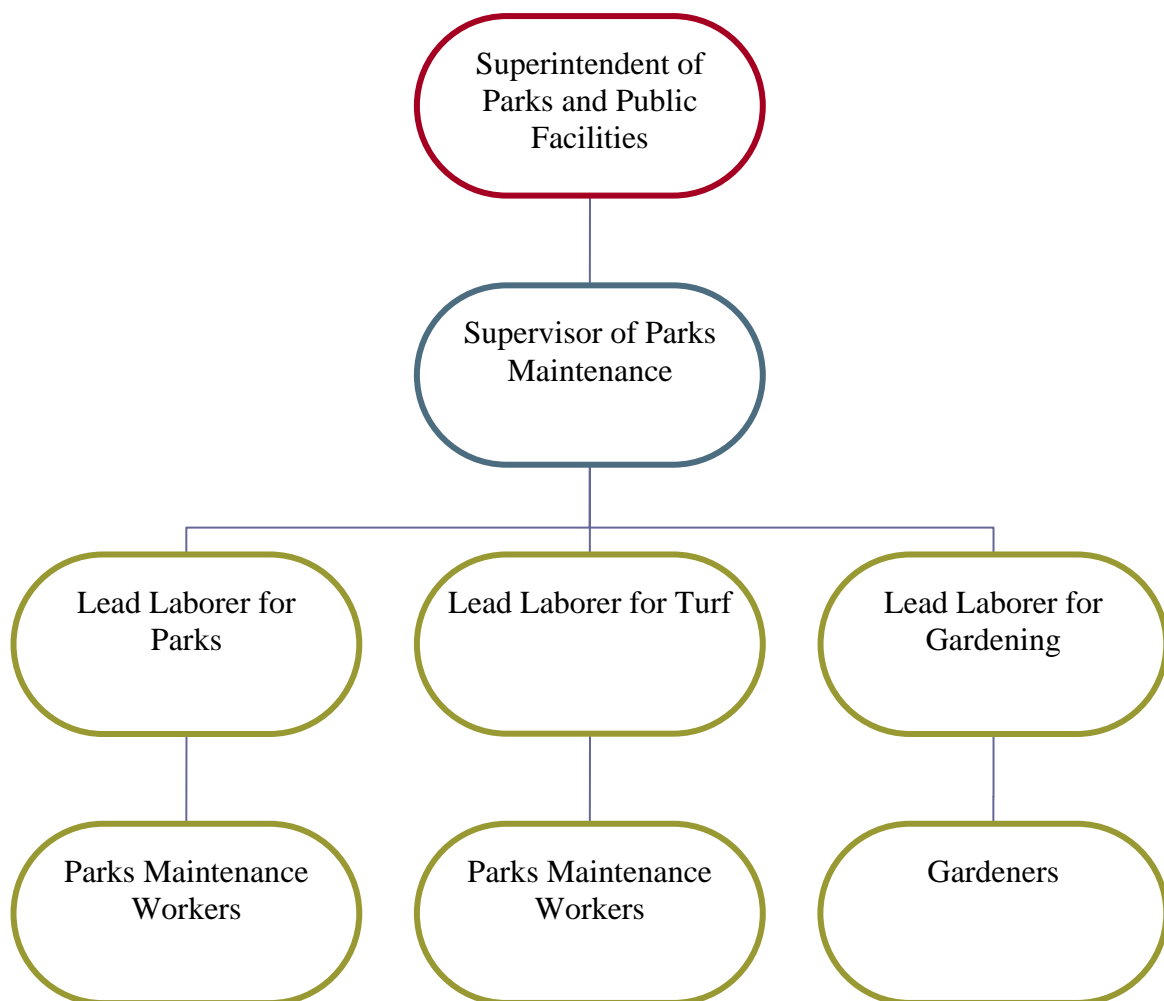 Superintendent of
Parks and Public
Facilities
Supervisor of Parks
Maintenance
Lead Laborer for
Parks
Lead Laborer for Turf
Lead Laborer for
Gardening
Parks Maintenance
Workers
Parks Maintenance
Workers
Gardeners